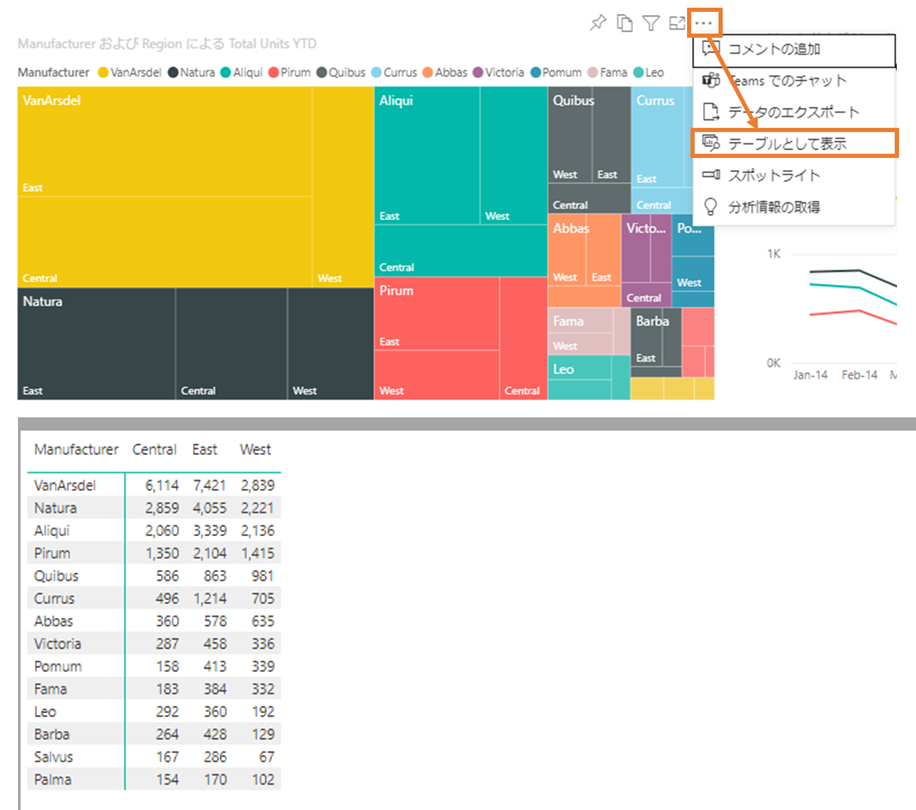 Manufacturer および Region による Total Units YTD
Manufacturer VanArsdel Natura Aliqui Pirum Quibus Currus Abbas Victoria Pomum Fama Leo
コメントの追加
Teams でのチャット
データのエクスポート
テーブルとして表示
スポットライト
分析情報の取得
VanArsdel
East
Central
West
Natura
East
Central
West
Aliqui
East
West
Central
Pirum
East
West
Central
Quibus
West
East
Central
Currus
East
Central
Abbas
West
East
Victo...
Central
Po...
West
Fama
West
Leo
Barba
East
1K
0K
Jan-14 Feb-14 M
Manufacturer Central East West
VanArsdel 6,114 7,421 2,839
Natura 2,859 4,055 2,221
Aliqui 2,060 3,339 2,136
Pirum 1,350 2,104 1,415
Quibus 586 863 981
Currus 496 1,214 705
Abbas 360 578 635
Victoria 287 458 336
Pomum 158 413 339
Fama 183 384 332
Leo 292 360 192
Barba 264 428 129
Salvus 167 286 67
Palma 154 170 102